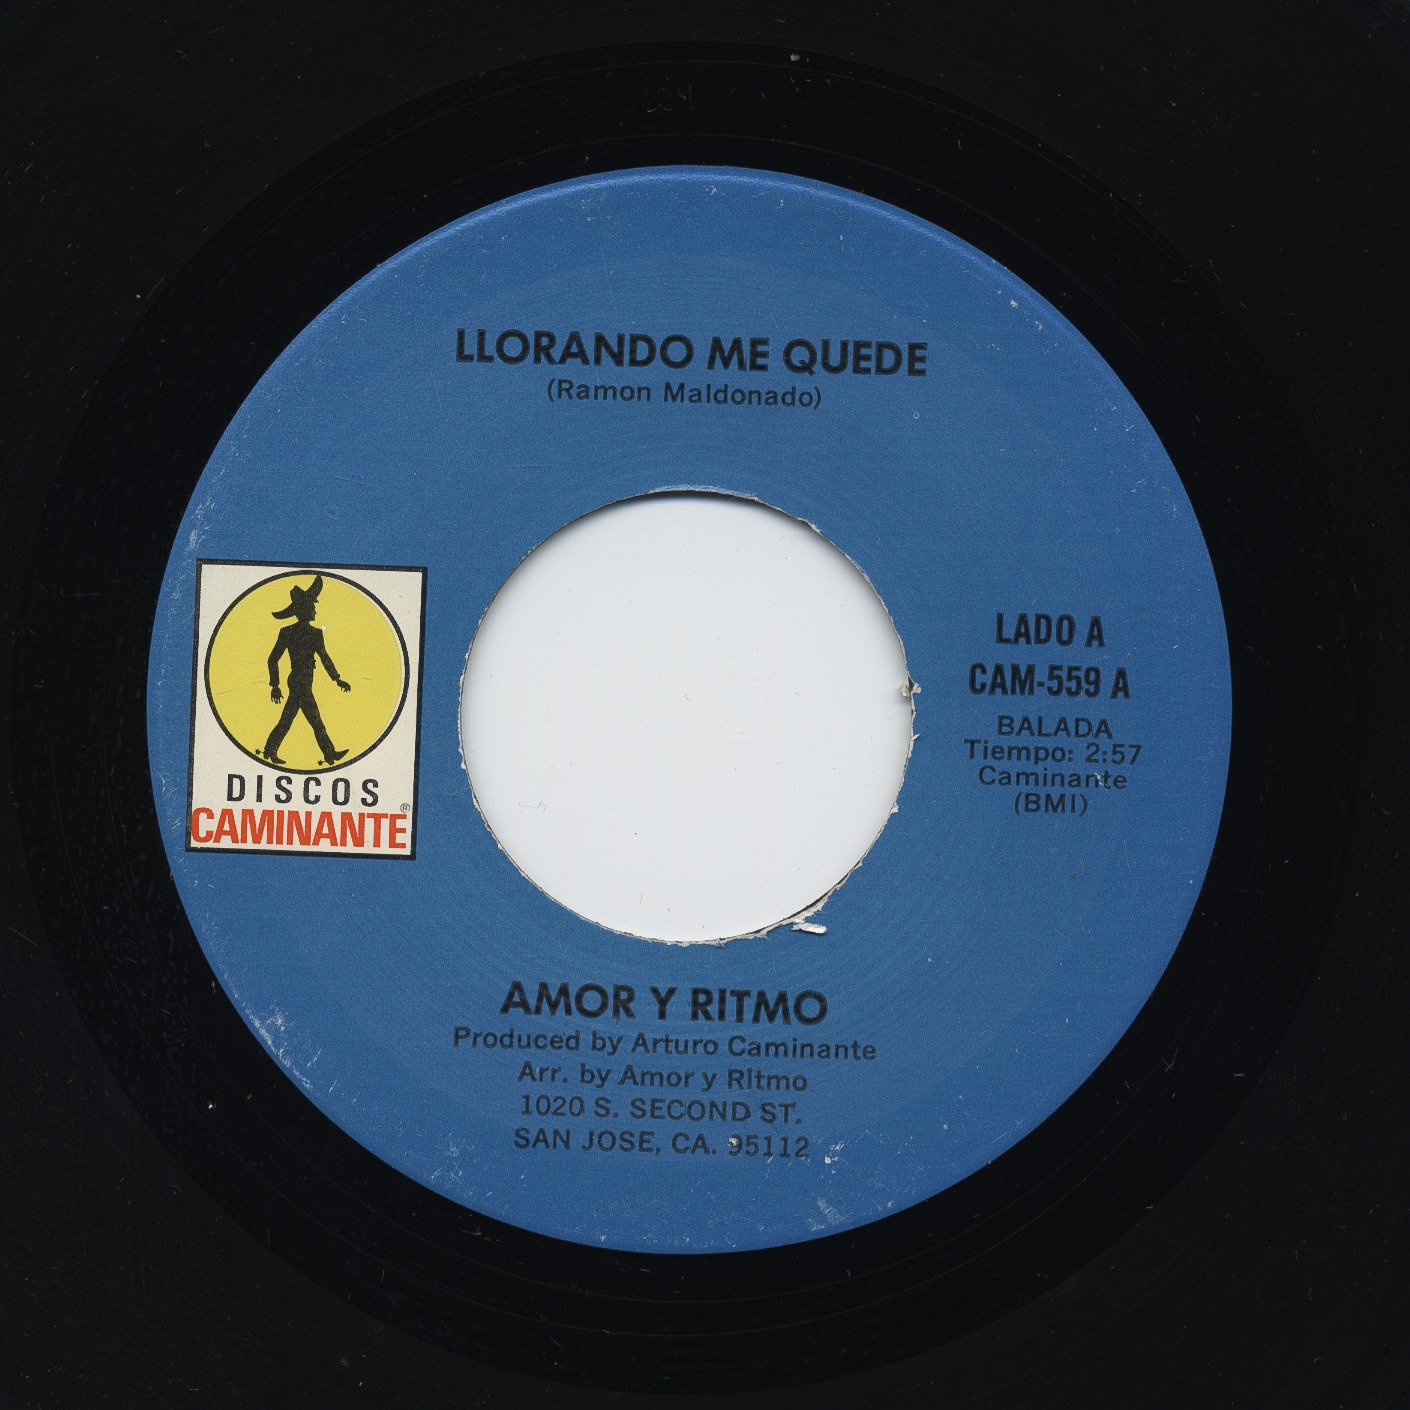 LLORANDO ME QUEDE
(Ramon Maldonado)
DISCOS
CAMINANTE®
LADO A
CAM-559 A
BALADA
Tiempo: 2:57
Caminante
(BMI)
AMOR Y RITMO
Produced by Arturo Caminante
Arr. by Amor y Ritmo
1020 S. SECOND ST.
SAN JOSE, CA. 95112